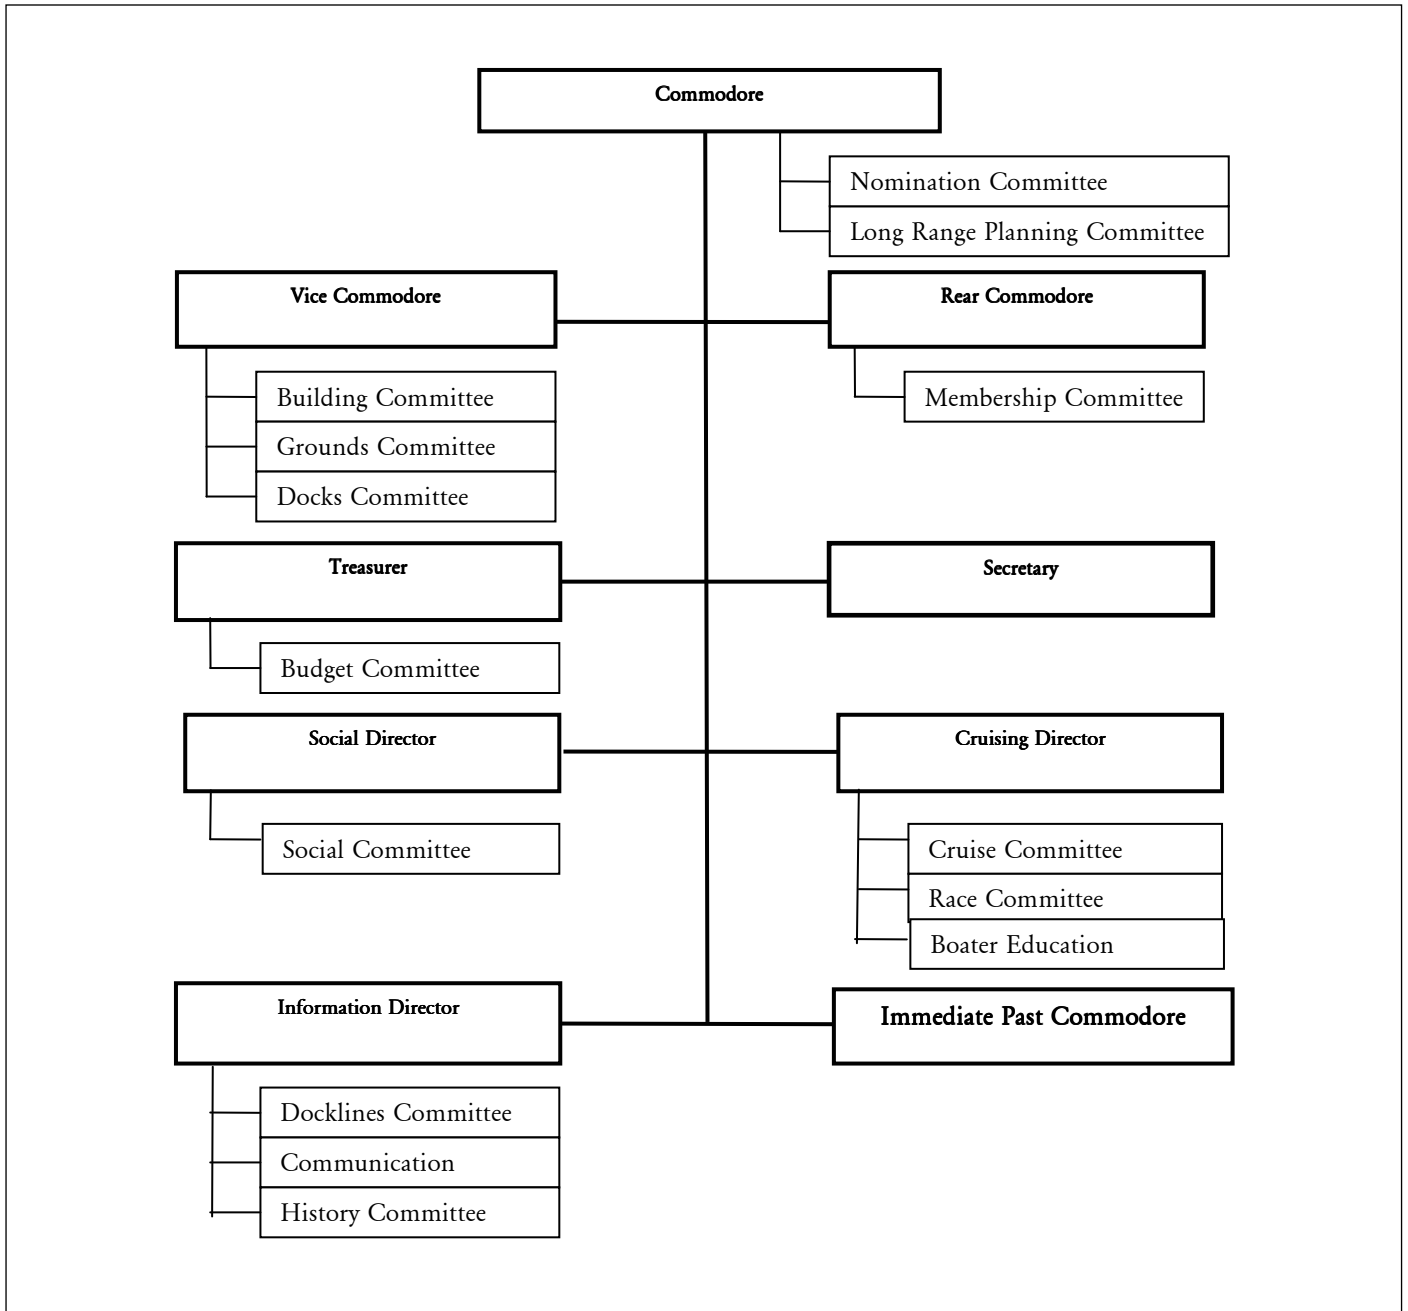 Commodore
Nomination Committee
Long Range Planning Committee
Vice Commodore
Rear Commodore
Building Committee
Membership Committee
Grounds Committee
Docks Committee
Treasurer
Secretary
Budget Committee
Social Director
Cruising Director
Social Committee
Cruise Committee
Race Committee
Boater Education
Information Director
Immediate Past Commodore
Docklines Committee
Communication
History Committee